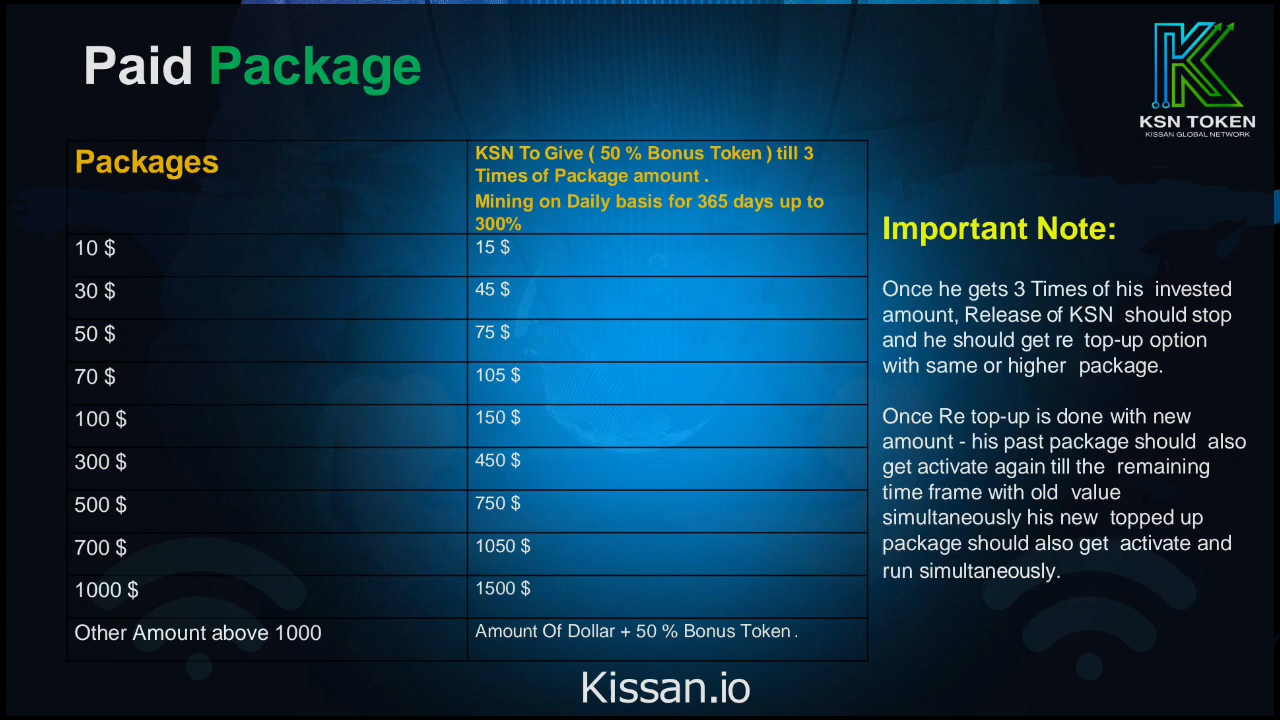 Paid Package
KSN TOKEN
KISSAN GLOBAL NETWORK
Packages
KSN To Give ( 50 % Bonus Token ) till 3
Times of Package amount .
Mining on Daily basis for 365 days up to
300%
10 $
15 $
30 $
45 $
50 $
75 $
70 $
105 $
100 $
150 $
300 $
450 $
500 $
750 $
700 $
1050 $
1000 $
1500 $
Other Amount above 1000
Amount Of Dollar + 50 % Bonus Token .
Important Note:
Once he gets 3 Times of his invested
amount, Release of KSN should stop
and he should get re top-up option
with same or higher package.
Once Re top-up is done with new
amount - his past package should also
get activate again till the remaining
time frame with old value
simultaneously his new topped up
package should also get activate and
run simultaneously.
Kissan.io